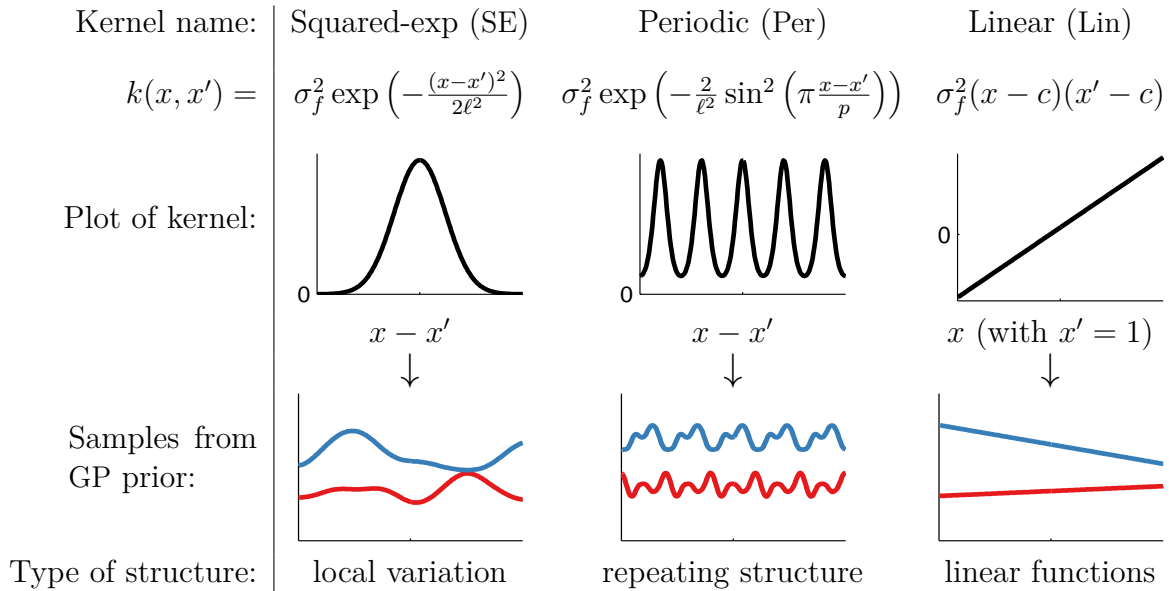 Kernel name: Squared-exp (SE) Periodic (Per) Linear (Lin)
k(x, x′) = σ_f^2 exp(−(x−x′)^2/2ℓ^2) σ_f^2 exp(−2/ℓ^2 sin^2(π x−x′/p)) σ_f^2(x − c)(x′ − c)
Plot of kernel:
0
0
0
x − x′ x − x′ x (with x′ = 1)
↓ ↓ ↓
Samples from
GP prior:
Type of structure: local variation repeating structure linear functions